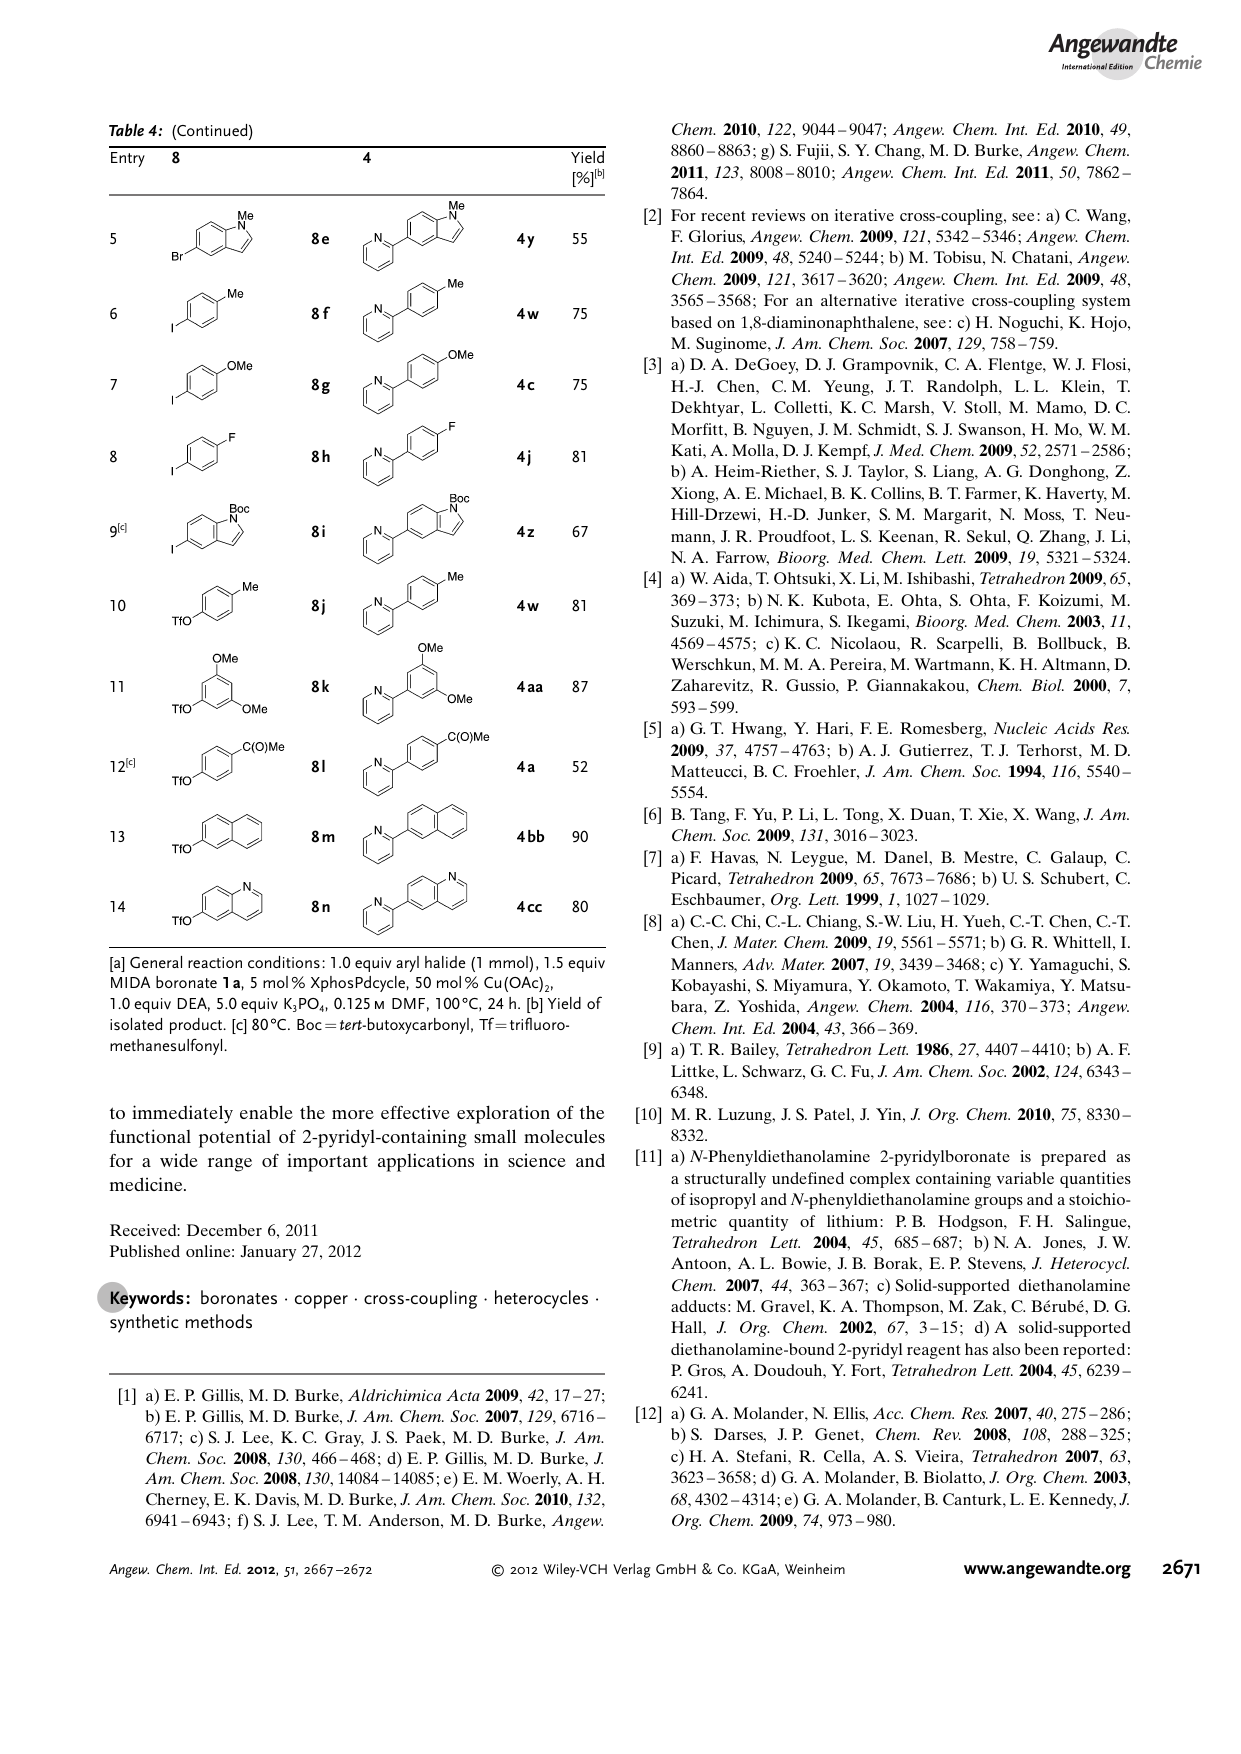 Angewandte
International Edition Chemie
Table 4: (Continued)
Entry 8 4 Yield
[%][b]
Me
N
Br
Me
N
N
5 8e 4y 55
Me
I
Me
N
6 8f 4w 75
OMe
I
OMe
N
7 8g 4c 75
F
I
F
N
8 8h 4j 81
Boc
N
I
Boc
N
N
9[c] 8i 4z 67
Me
TfO
Me
N
10 8j 4w 81
OMe
TfO OMe
OMe
N
OMe
11 8k 4aa 87
C(O)Me
TfO
C(O)Me
N
12[c] 8l 4a 52
TfO
N
13 8m 4bb 90
N
TfO
N
N
14 8n 4cc 80
[a] General reaction conditions: 1.0 equiv aryl halide (1 mmol), 1.5 equiv
MIDA boronate 1a, 5 mol% XphosPdcycle, 50 mol% Cu(OAc)2,
1.0 equiv DEA, 5.0 equiv K3PO4, 0.125 M DMF, 100°C, 24 h. [b] Yield of
isolated product. [c] 80°C. Boc=tert-butoxycarbonyl, Tf=trifluoro-
methanesulfonyl.
to immediately enable the more effective exploration of the
functional potential of 2-pyridyl-containing small molecules
for a wide range of important applications in science and
medicine.
Received: December 6, 2011
Published online: January 27, 2012
Keywords: boronates · copper · cross-coupling · heterocycles ·
synthetic methods
[1] a) E. P. Gillis, M. D. Burke, Aldrichimica Acta 2009, 42, 17–27;
b) E. P. Gillis, M. D. Burke, J. Am. Chem. Soc. 2007, 129, 6716–
6717; c) S. J. Lee, K. C. Gray, J. S. Paek, M. D. Burke, J. Am.
Chem. Soc. 2008, 130, 466–468; d) E. P. Gillis, M. D. Burke, J.
Am. Chem. Soc. 2008, 130, 14084–14085; e) E. M. Woerly, A. H.
Cherney, E. K. Davis, M. D. Burke, J. Am. Chem. Soc. 2010, 132,
6941–6943; f) S. J. Lee, T. M. Anderson, M. D. Burke, Angew.
Chem. 2010, 122, 9044–9047; Angew. Chem. Int. Ed. 2010, 49,
8860–8863; g) S. Fujii, S. Y. Chang, M. D. Burke, Angew. Chem.
2011, 123, 8008–8010; Angew. Chem. Int. Ed. 2011, 50, 7862–
7864.
[2] For recent reviews on iterative cross-coupling, see: a) C. Wang,
F. Glorius, Angew. Chem. 2009, 121, 5342–5346; Angew. Chem.
Int. Ed. 2009, 48, 5240–5244; b) M. Tobisu, N. Chatani, Angew.
Chem. 2009, 121, 3617–3620; Angew. Chem. Int. Ed. 2009, 48,
3565–3568; For an alternative iterative cross-coupling system
based on 1,8-diaminonaphthalene, see: c) H. Noguchi, K. Hojo,
M. Suginome, J. Am. Chem. Soc. 2007, 129, 758–759.
[3] a) D. A. DeGoey, D. J. Grampovnik, C. A. Flentge, W. J. Flosi,
H.-J. Chen, C. M. Yeung, J. T. Randolph, L. L. Klein, T.
Dekhtyar, L. Colletti, K. C. Marsh, V. Stoll, M. Mamo, D. C.
Morfitt, B. Nguyen, J. M. Schmidt, S. J. Swanson, H. Mo, W. M.
Kati, A. Molla, D. J. Kempf, J. Med. Chem. 2009, 52, 2571–2586;
b) A. Heim-Riether, S. J. Taylor, S. Liang, A. G. Donghong, Z.
Xiong, A. E. Michael, B. K. Collins, B. T. Farmer, K. Haverty, M.
Hill-Drzewi, H.-D. Junker, S. M. Margarit, N. Moss, T. Neu-
mann, J. R. Proudfoot, L. S. Keenan, R. Sekul, Q. Zhang, J. Li,
N. A. Farrow, Bioorg. Med. Chem. Lett. 2009, 19, 5321–5324.
[4] a) W. Aida, T. Ohtsuki, X. Li, M. Ishibashi, Tetrahedron 2009, 65,
369–373; b) N. K. Kubota, E. Ohta, S. Ohta, F. Koizumi, M.
Suzuki, M. Ichimura, S. Ikegami, Bioorg. Med. Chem. 2003, 11,
4569–4575; c) K. C. Nicolaou, R. Scarpelli, B. Bollbuck, B.
Werschkun, M. M. A. Pereira, M. Wartmann, K. H. Altmann, D.
Zaharevitz, R. Gussio, P. Giannakakou, Chem. Biol. 2000, 7,
593–599.
[5] a) G. T. Hwang, Y. Hari, F. E. Romesberg, Nucleic Acids Res.
2009, 37, 4757–4763; b) A. J. Gutierrez, T. J. Terhorst, M. D.
Matteucci, B. C. Froehler, J. Am. Chem. Soc. 1994, 116, 5540–
5554.
[6] B. Tang, F. Yu, P. Li, L. Tong, X. Duan, T. Xie, X. Wang, J. Am.
Chem. Soc. 2009, 131, 3016–3023.
[7] a) F. Havas, N. Leygue, M. Danel, B. Mestre, C. Galaup, C.
Picard, Tetrahedron 2009, 65, 7673–7686; b) U. S. Schubert, C.
Eschbaumer, Org. Lett. 1999, 1, 1027–1029.
[8] a) C.-C. Chi, C.-L. Chiang, S.-W. Liu, H. Yueh, C.-T. Chen, C.-T.
Chen, J. Mater. Chem. 2009, 19, 5561–5571; b) G. R. Whittell, I.
Manners, Adv. Mater. 2007, 19, 3439–3468; c) Y. Yamaguchi, S.
Kobayashi, S. Miyamura, Y. Okamoto, T. Wakamiya, Y. Matsu-
bara, Z. Yoshida, Angew. Chem. 2004, 116, 370–373; Angew.
Chem. Int. Ed. 2004, 43, 366–369.
[9] a) T. R. Bailey, Tetrahedron Lett. 1986, 27, 4407–4410; b) A. F.
Littke, L. Schwarz, G. C. Fu, J. Am. Chem. Soc. 2002, 124, 6343–
6348.
[10] M. R. Luzung, J. S. Patel, J. Yin, J. Org. Chem. 2010, 75, 8330–
8332.
[11] a) N-Phenyldiethanolamine 2-pyridylboronate is prepared as
a structurally undefined complex containing variable quantities
of isopropyl and N-phenyldiethanolamine groups and a stoichio-
metric quantity of lithium: P. B. Hodgson, F. H. Salingue,
Tetrahedron Lett. 2004, 45, 685–687; b) N. A. Jones, J. W.
Antoon, A. L. Bowie, J. B. Borak, E. P. Stevens, J. Heterocycl.
Chem. 2007, 44, 363–367; c) Solid-supported diethanolamine
adducts: M. Gravel, K. A. Thompson, M. Zak, C. Bérubé, D. G.
Hall, J. Org. Chem. 2002, 67, 3–15; d) A solid-supported
diethanolamine-bound 2-pyridyl reagent has also been reported:
P. Gros, A. Doudouh, Y. Fort, Tetrahedron Lett. 2004, 45, 6239–
6241.
[12] a) G. A. Molander, N. Ellis, Acc. Chem. Res. 2007, 40, 275–286;
b) S. Darses, J. P. Genet, Chem. Rev. 2008, 108, 288–325;
c) H. A. Stefani, R. Cella, A. S. Vieira, Tetrahedron 2007, 63,
3623–3658; d) G. A. Molander, B. Biolatto, J. Org. Chem. 2003,
68, 4302–4314; e) G. A. Molander, B. Canturk, L. E. Kennedy, J.
Org. Chem. 2009, 74, 973–980.
Angew. Chem. Int. Ed. 2012, 51, 2667–2672 © 2012 Wiley-VCH Verlag GmbH & Co. KGaA, Weinheim www.angewandte.org 2671